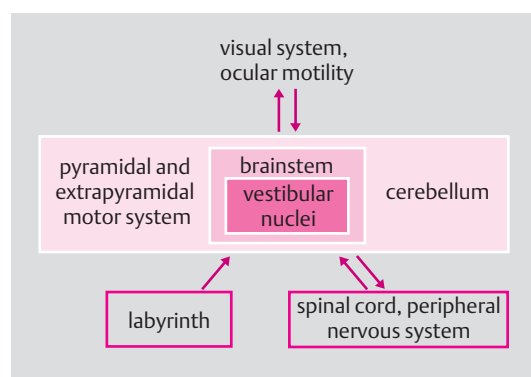 visual system,
ocular motility
pyramidal and
extrapyramidal
motor system
brainstem
vestibular
nuclei
cerebellum
labyrinth
spinal cord, peripheral
nervous system